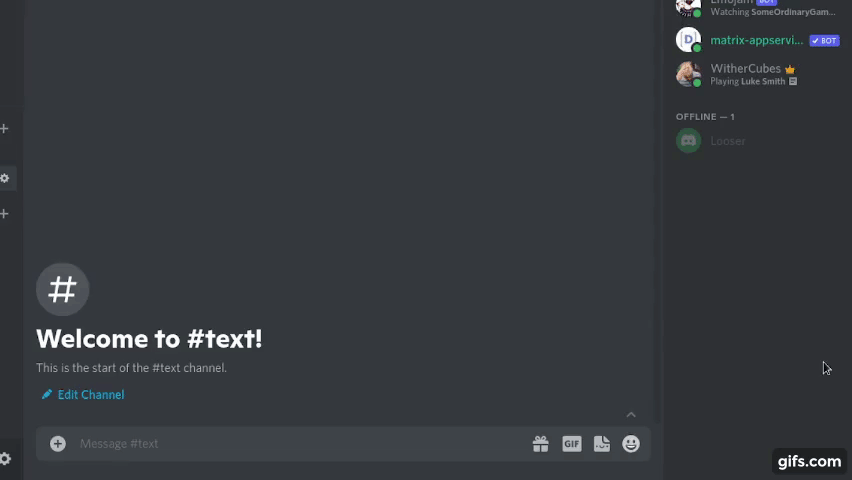 Emojam BOT
Watching SomeOrdinaryGam...
[D] matrix-appservi... ✔ BOT
WitherCubes
Playing Luke Smith
OFFLINE — 1
Looser
#
Welcome to #text!
This is the start of the #text channel.
Edit Channel
Message #text
GIF
gifs.com